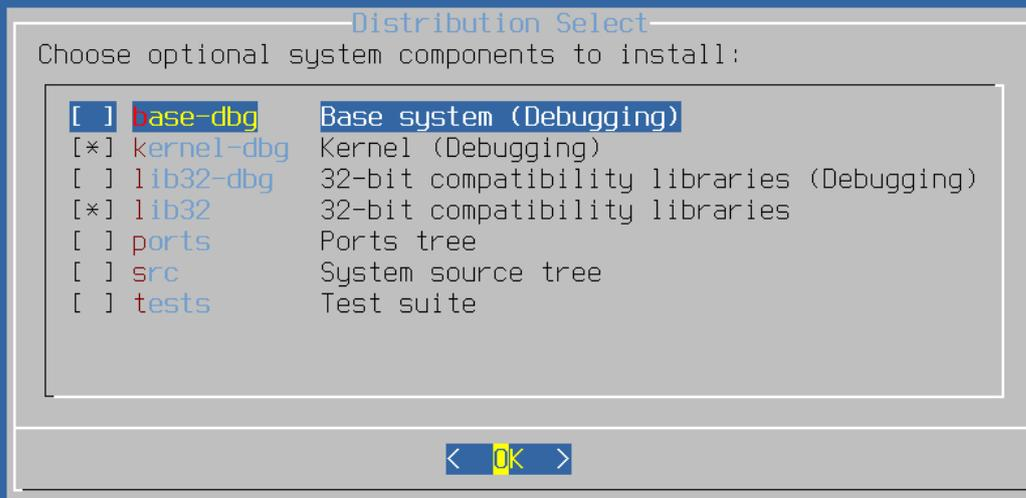 Distribution Select
Choose optional system components to install:
[ ] base-dbg Base system (Debugging)
[*] kernel-dbg Kernel (Debugging)
[ ] lib32-dbg 32-bit compatibility libraries (Debugging)
[*] lib32 32-bit compatibility libraries
[ ] ports Ports tree
[ ] src System source tree
[ ] tests Test suite
< OK >